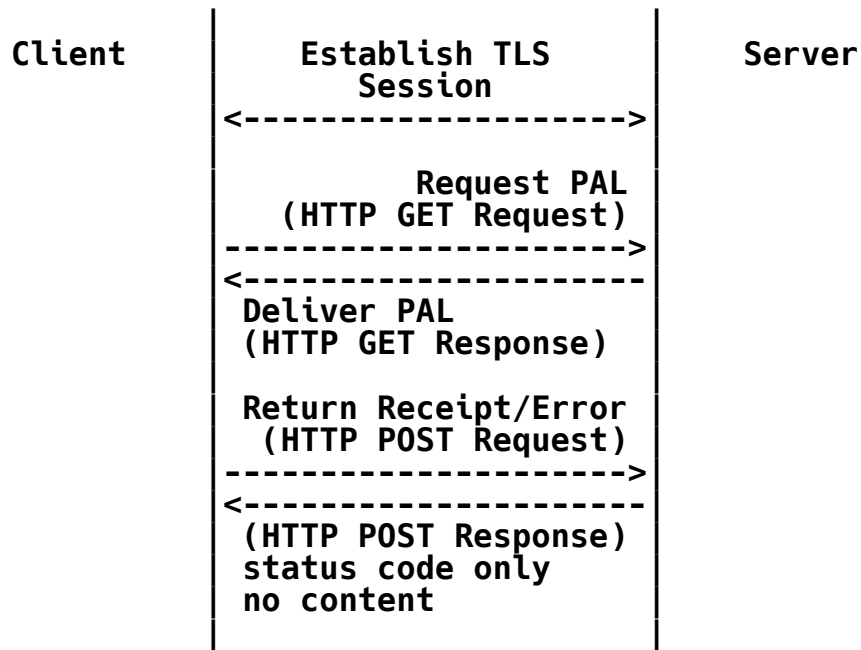 Client Establish TLS Server
Session
<-------------------->
Request PAL
(HTTP GET Request)
--------------------->
<---------------------
Deliver PAL
(HTTP GET Response)
Return Receipt/Error
(HTTP POST Request)
--------------------->
<---------------------
(HTTP POST Response)
status code only
no content